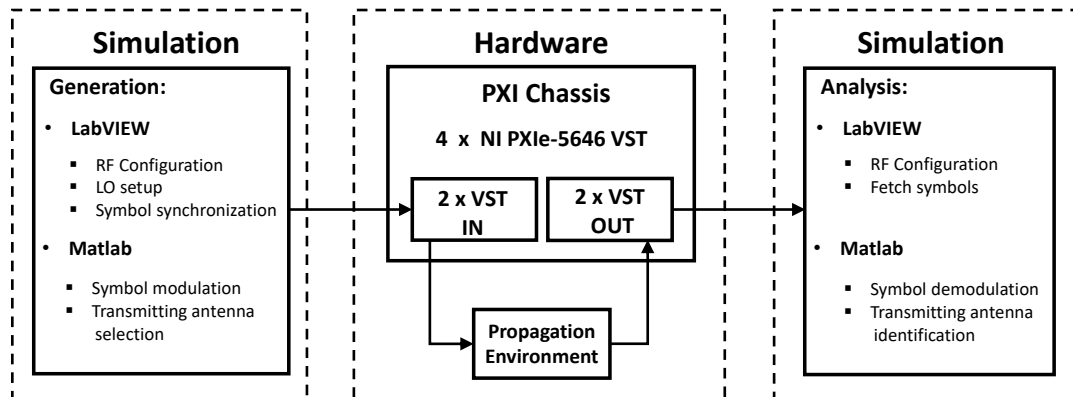 Simulation
Generation:
• LabVIEW
▪ RF Configuration
▪ LO setup
▪ Symbol synchronization
• Matlab
▪ Symbol modulation
▪ Transmitting antenna
selection
Hardware
PXI Chassis
4 x NI PXIe-5646 VST
2 x VST
IN
2 x VST
OUT
Propagation
Environment
Simulation
Analysis:
• LabVIEW
▪ RF Configuration
▪ Fetch symbols
• Matlab
▪ Symbol demodulation
▪ Transmitting antenna
identification